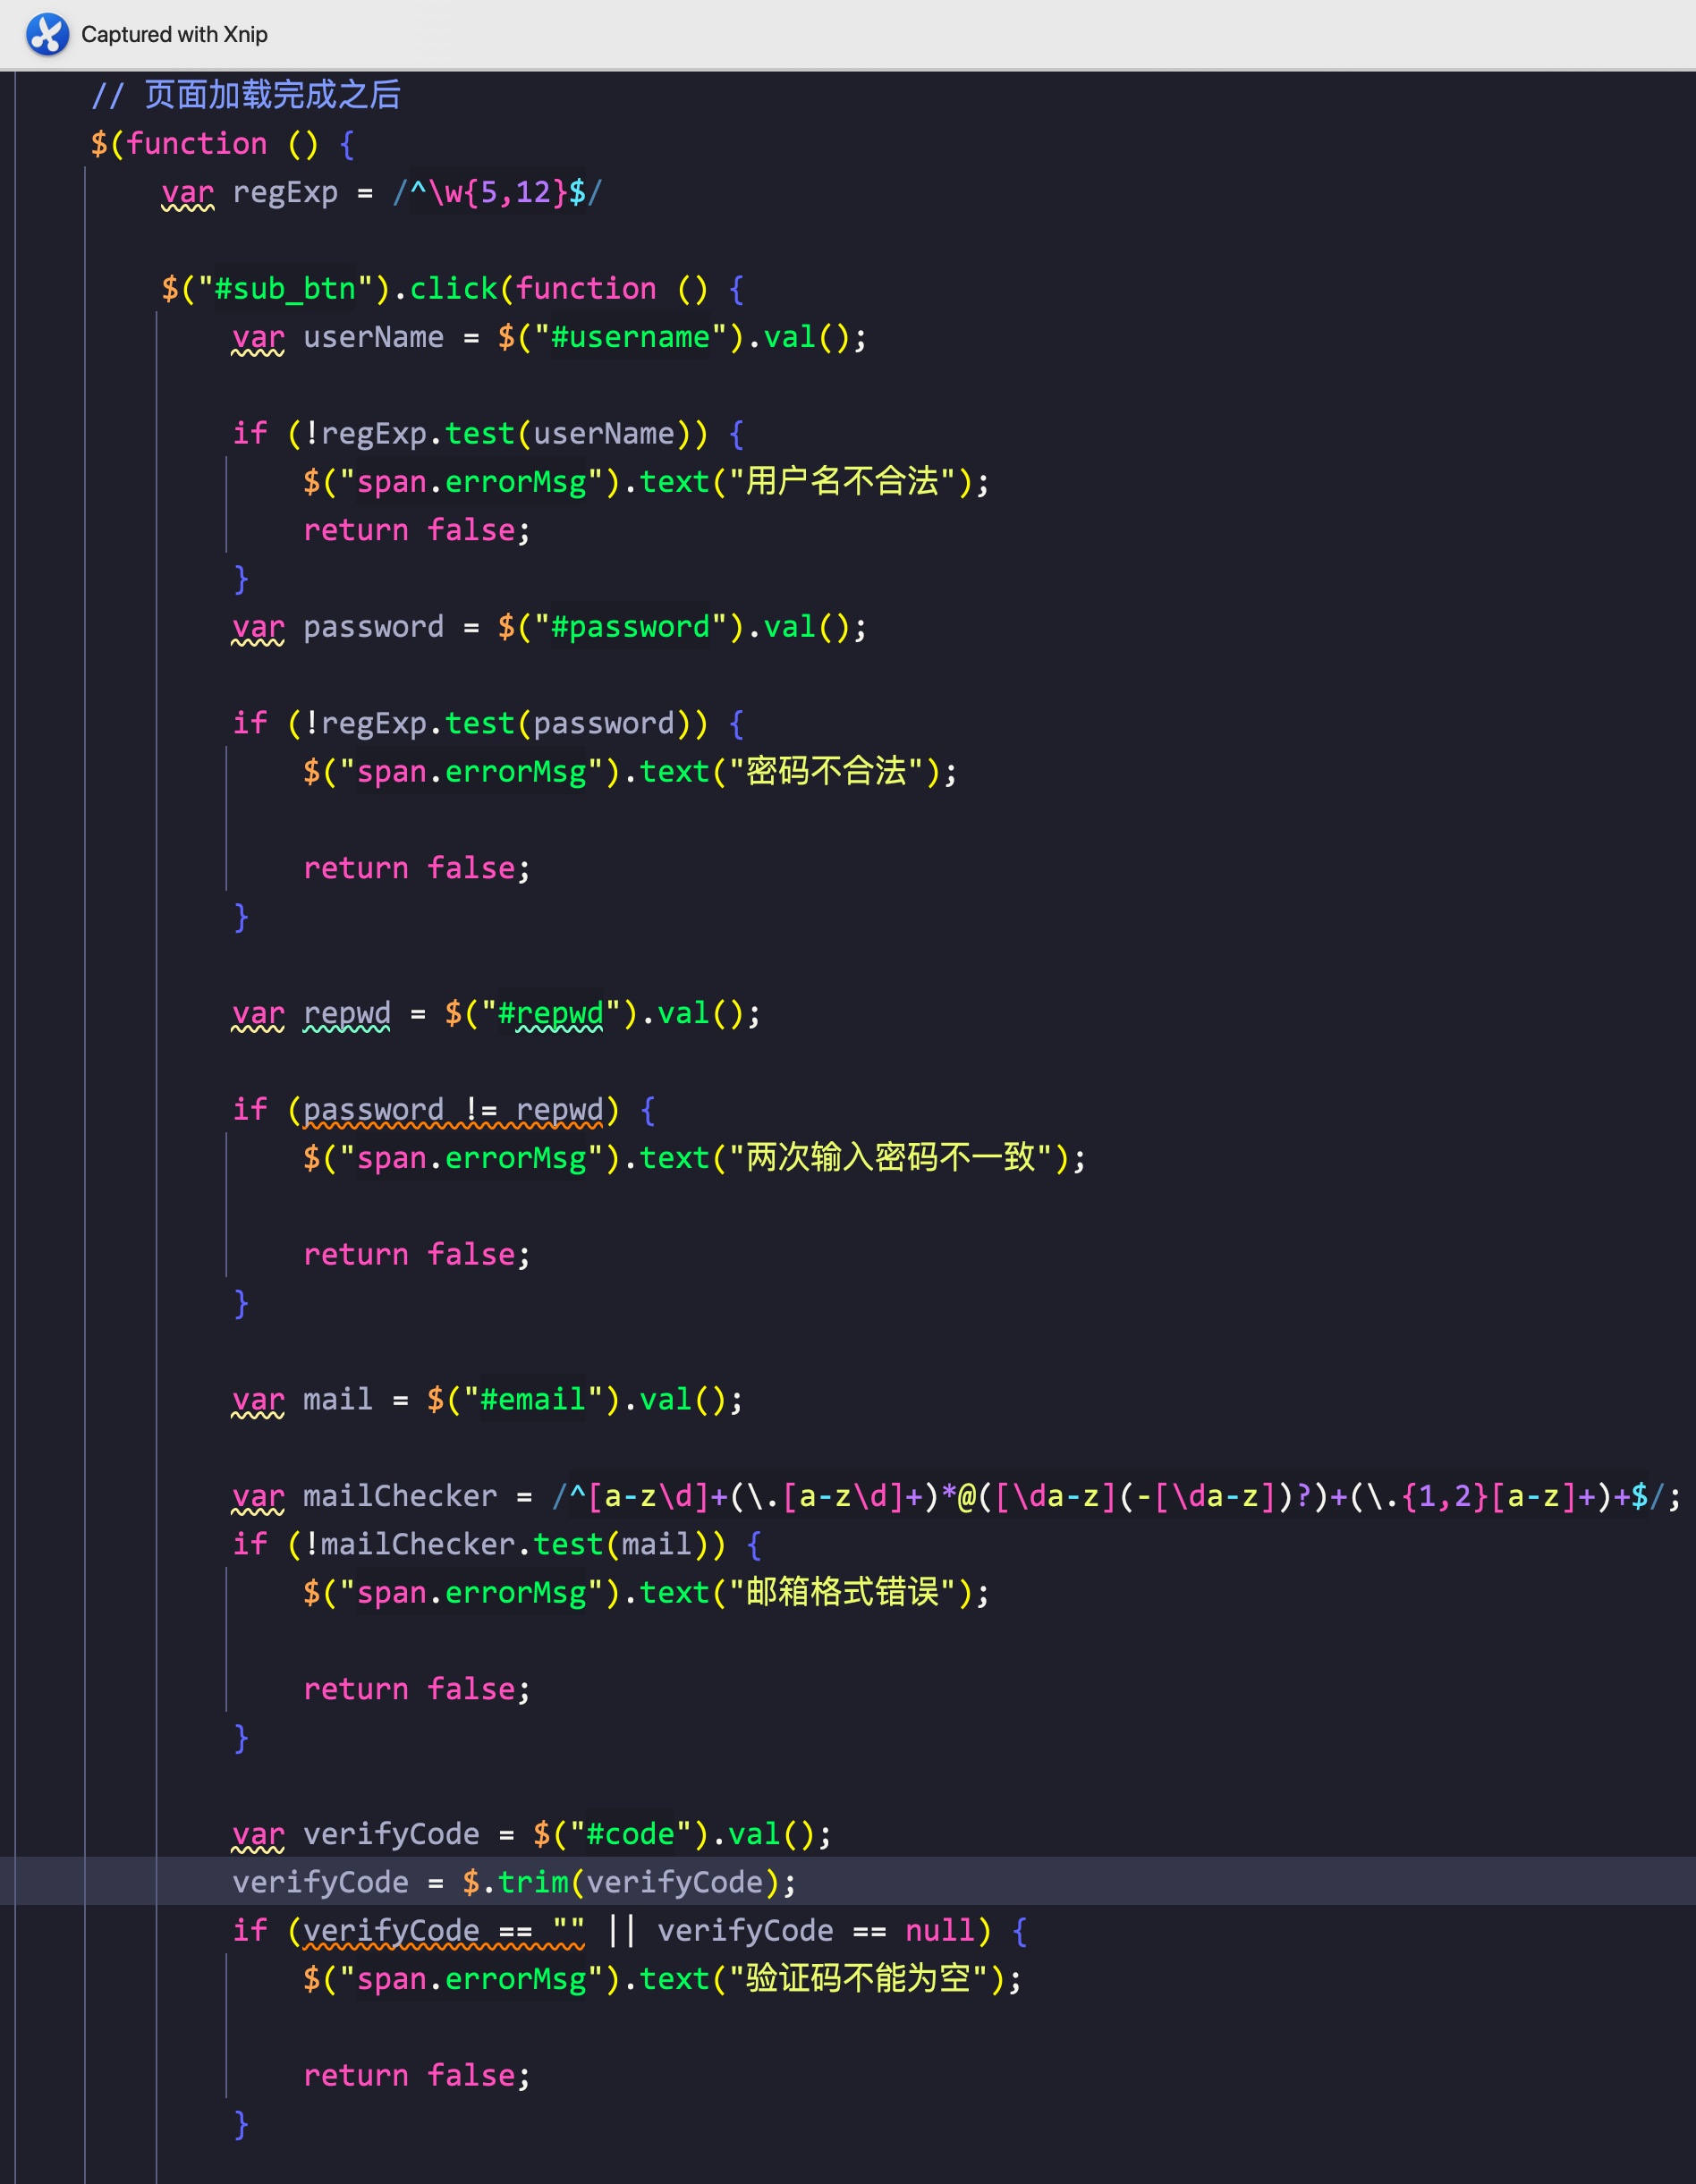 Captured with Xnip
// 页面加载完成之后
$(function () {
var regExp = /^\w{5,12}$/
$("#sub_btn").click(function () {
var userName = $("#username").val();
if (!regExp.test(userName)) {
$("span.errorMsg").text("用户名不合法");
return false;
}
var password = $("#password").val();
if (!regExp.test(password)) {
$("span.errorMsg").text("密码不合法");
return false;
}
var repwd = $("#repwd").val();
if (password != repwd) {
$("span.errorMsg").text("两次输入密码不一致");
return false;
}
var mail = $("#email").val();
var mailChecker = /^[a-z\d]+(\.[a-z\d]+)*@([\da-z](-[\da-z])?)+(\.{1,2}[a-z]+)+$/;
if (!mailChecker.test(mail)) {
$("span.errorMsg").text("邮箱格式错误");
return false;
}
var verifyCode = $("#code").val();
verifyCode = $.trim(verifyCode);
if (verifyCode == "" || verifyCode == null) {
$("span.errorMsg").text("验证码不能为空");
return false;
}